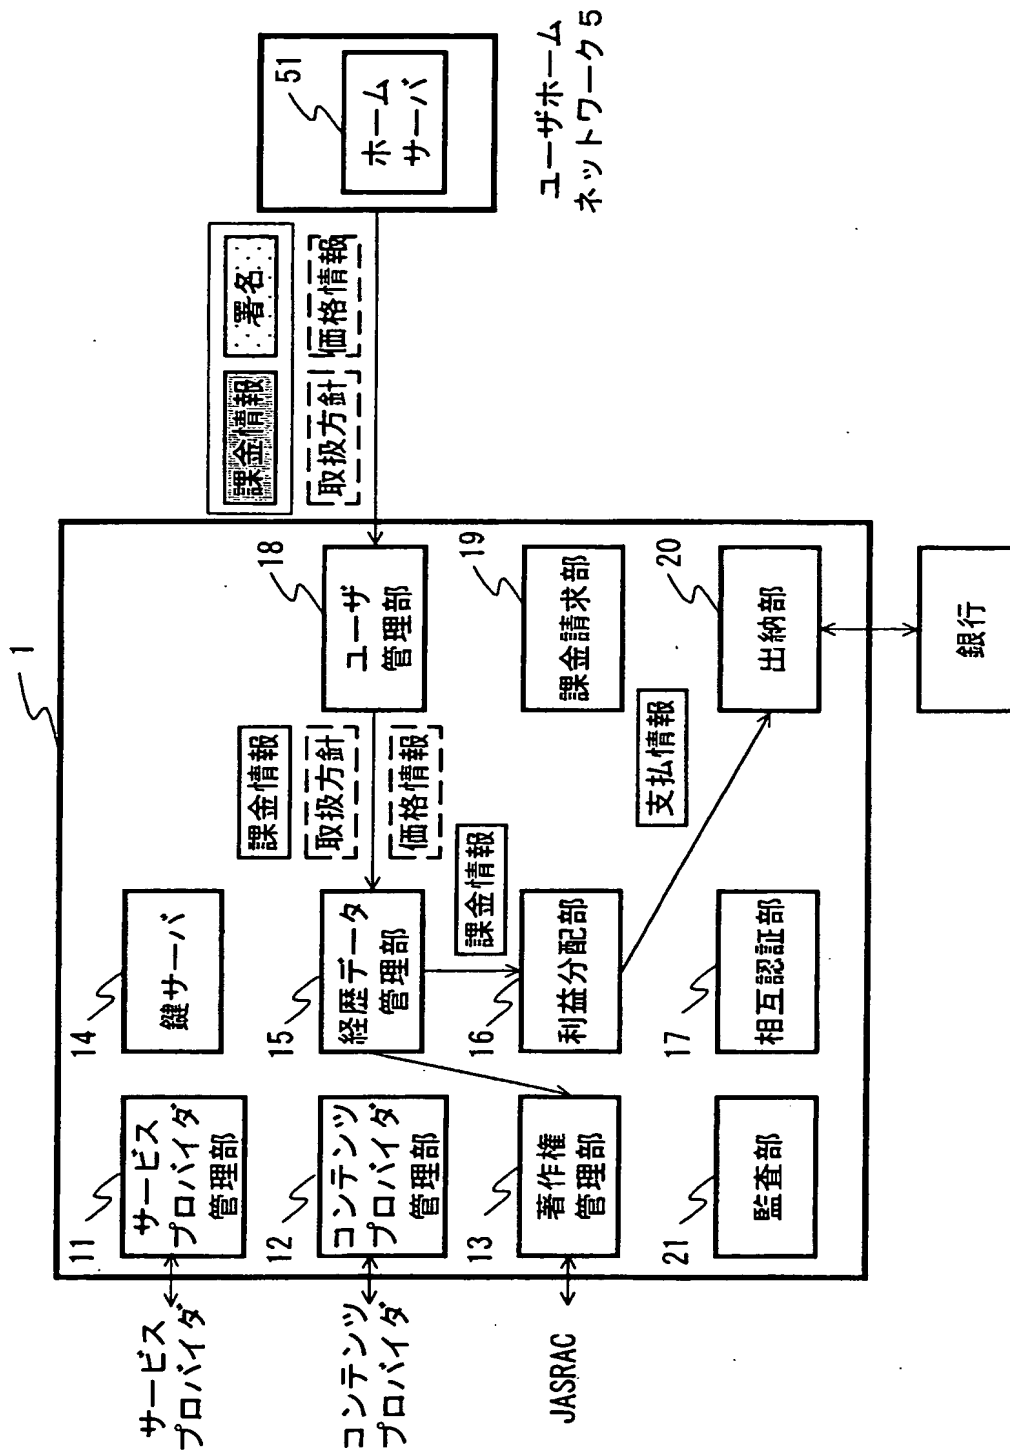 1
サービス
プロバイダ
コンテンツ
プロバイダ
JASRAC
11
サービス
プロバイダ
管理部
12
コンテンツ
プロバイダ
管理部
13
著作権
管理部
21
監査部
14
鍵サーバ
15
経歴データ
管理部
16
利益分配部
17
相互認証部
課金情報
取扱方針
価格情報
課金情報
支払情報
18
ユーザ
管理部
19
課金請求部
20
出納部
銀行
課金情報
署名
取扱方針
価格情報
51
ホーム
サーバ
ユーザホーム
ネットワーク5